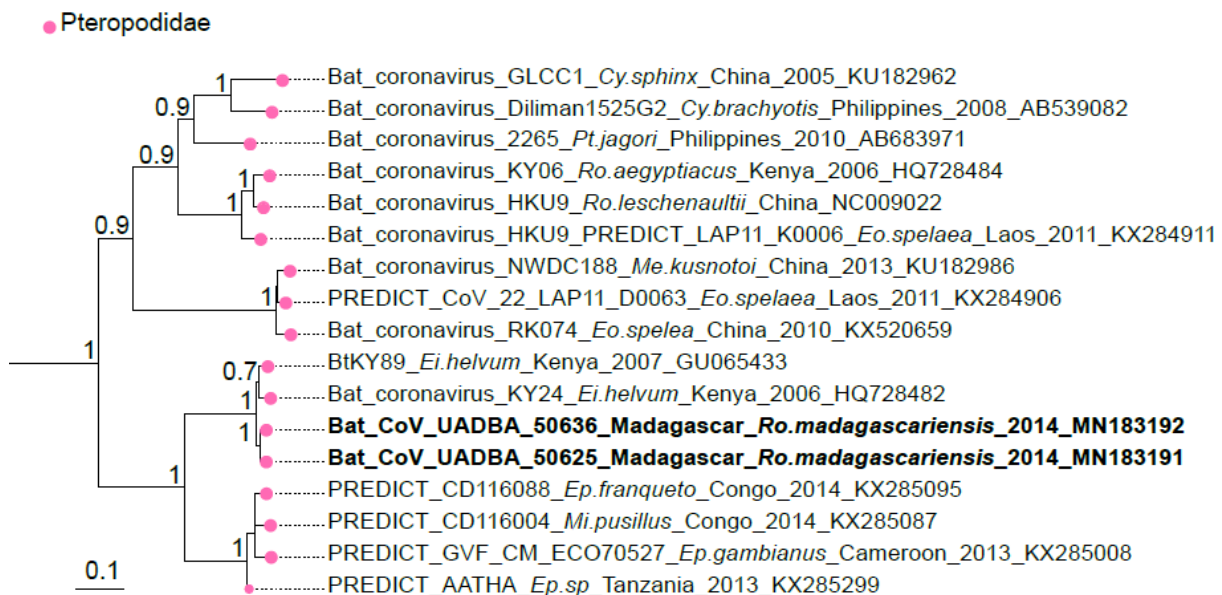 Pteropodidae
1
Bat_coronavirus_GLCC1_Cy.sphinx_China_2005_KU182962
0.9
Bat_coronavirus_Diliman1525G2_Cy.brachyotis_Philippines_2008_AB539082
Bat_coronavirus_2265_Pt.jagori_Philippines_2010_AB683971
0.9
Bat_coronavirus_KY06_Ro.aegyptiacus_Kenya_2006_HQ728484
1
Bat_coronavirus_HKU9_Ro.leschenaultii_China_NC009022
0.9
Bat_coronavirus_HKU9_PREDICT_LAP11_K0006_Eo.spelaea_Laos_2011_KX284911
Bat_coronavirus_NWDC188_Me.kusnotoi_China_2013_KU182986
1
PREDICT_CoV_22_LAP11_D0063_Eo.spelaea_Laos_2011_KX284906
Bat_coronavirus_RK074_Eo.spelea_China_2010_KX520659
1
BtKY89_Ei.helvum_Kenya_2007_GU065433
0.7
Bat_coronavirus_KY24_Ei.helvum_Kenya_2006_HQ728482
1
Bat_CoV_UADBA_50636_Madagascar_Ro.madagascariensis_2014_MN183192
1
Bat_CoV_UADBA_50625_Madagascar_Ro.madagascariensis_2014_MN183191
1
PREDICT_CD116088_Ep.franqueto_Congo_2014_KX285095
PREDICT_CD116004_Mi.pusillus_Congo_2014_KX285087
1
PREDICT_GVF_CM_ECO70527_Ep.gambianus_Cameroon_2013_KX285008
0.1
PREDICT_AATHA_Ep.sp_Tanzania_2013_KX285299